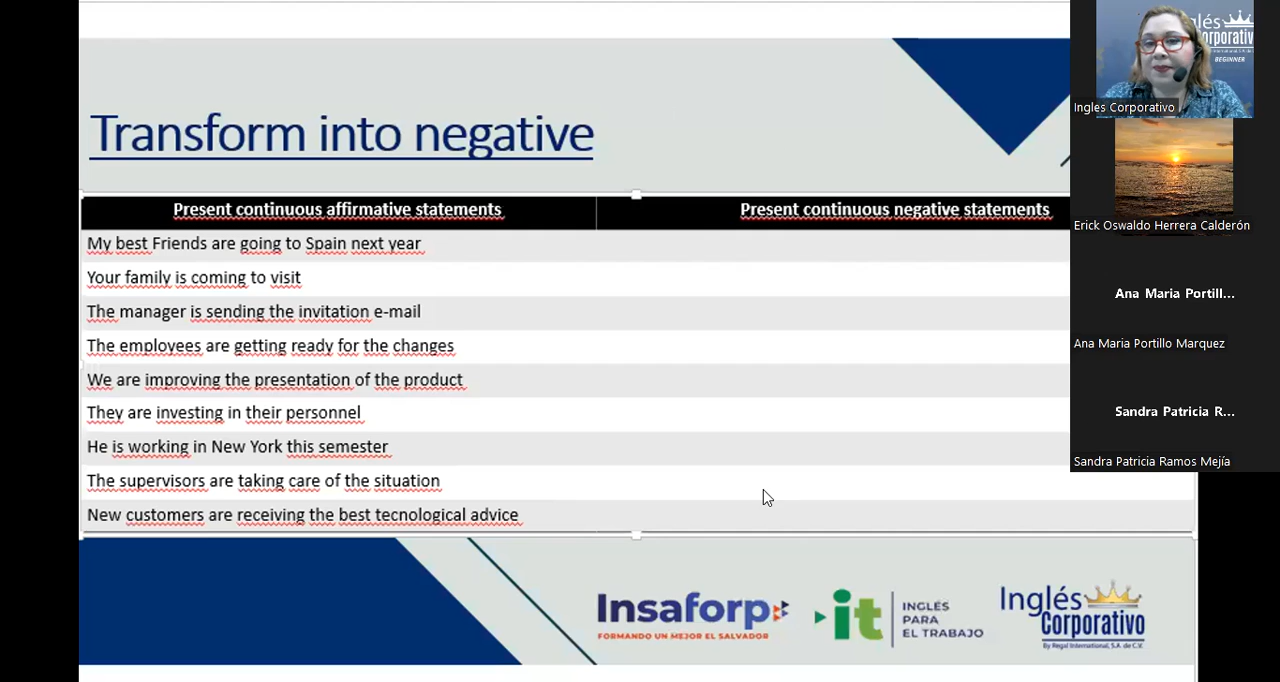 Transform into negative
Present continuous affirmative statements
Present continuous negative statements
My best Friends are going to Spain next year
Your family is coming to visit
The manager is sending the invitation e-mail
The employees are getting ready for the changes
We are improving the presentation of the product
They are investing in their personnel
He is working in New York this semester
The supervisors are taking care of the situation
New customers are receiving the best tecnological advice
Insaforp
FORMANDO UN MEJOR EL SALVADOR
it
INGLÉS
PARA
EL TRABAJO
Inglés
Corporativo
By Regal International, S.A. de C.V.
BEGINNER
Ingles Corporativo
Erick Oswaldo Herrera Calderón
Ana Maria Portill...
Ana Maria Portillo Marquez
Sandra Patricia R...
Sandra Patricia Ramos Mejía